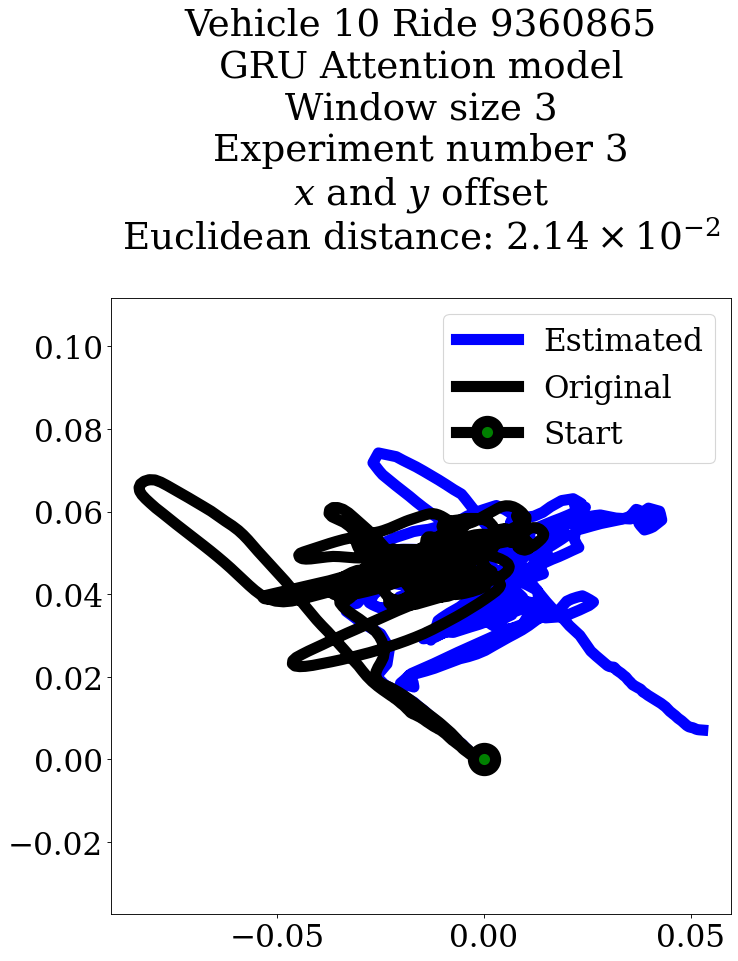 Vehicle 10 Ride 9360865
GRU Attention model
Window size 3
Experiment number 3
x and y offset
Euclidean distance: 2.14 × 10⁻²
Estimated
Original
Start
0.10
0.08
0.06
0.04
0.02
0.00
−0.02
−0.05
0.00
0.05